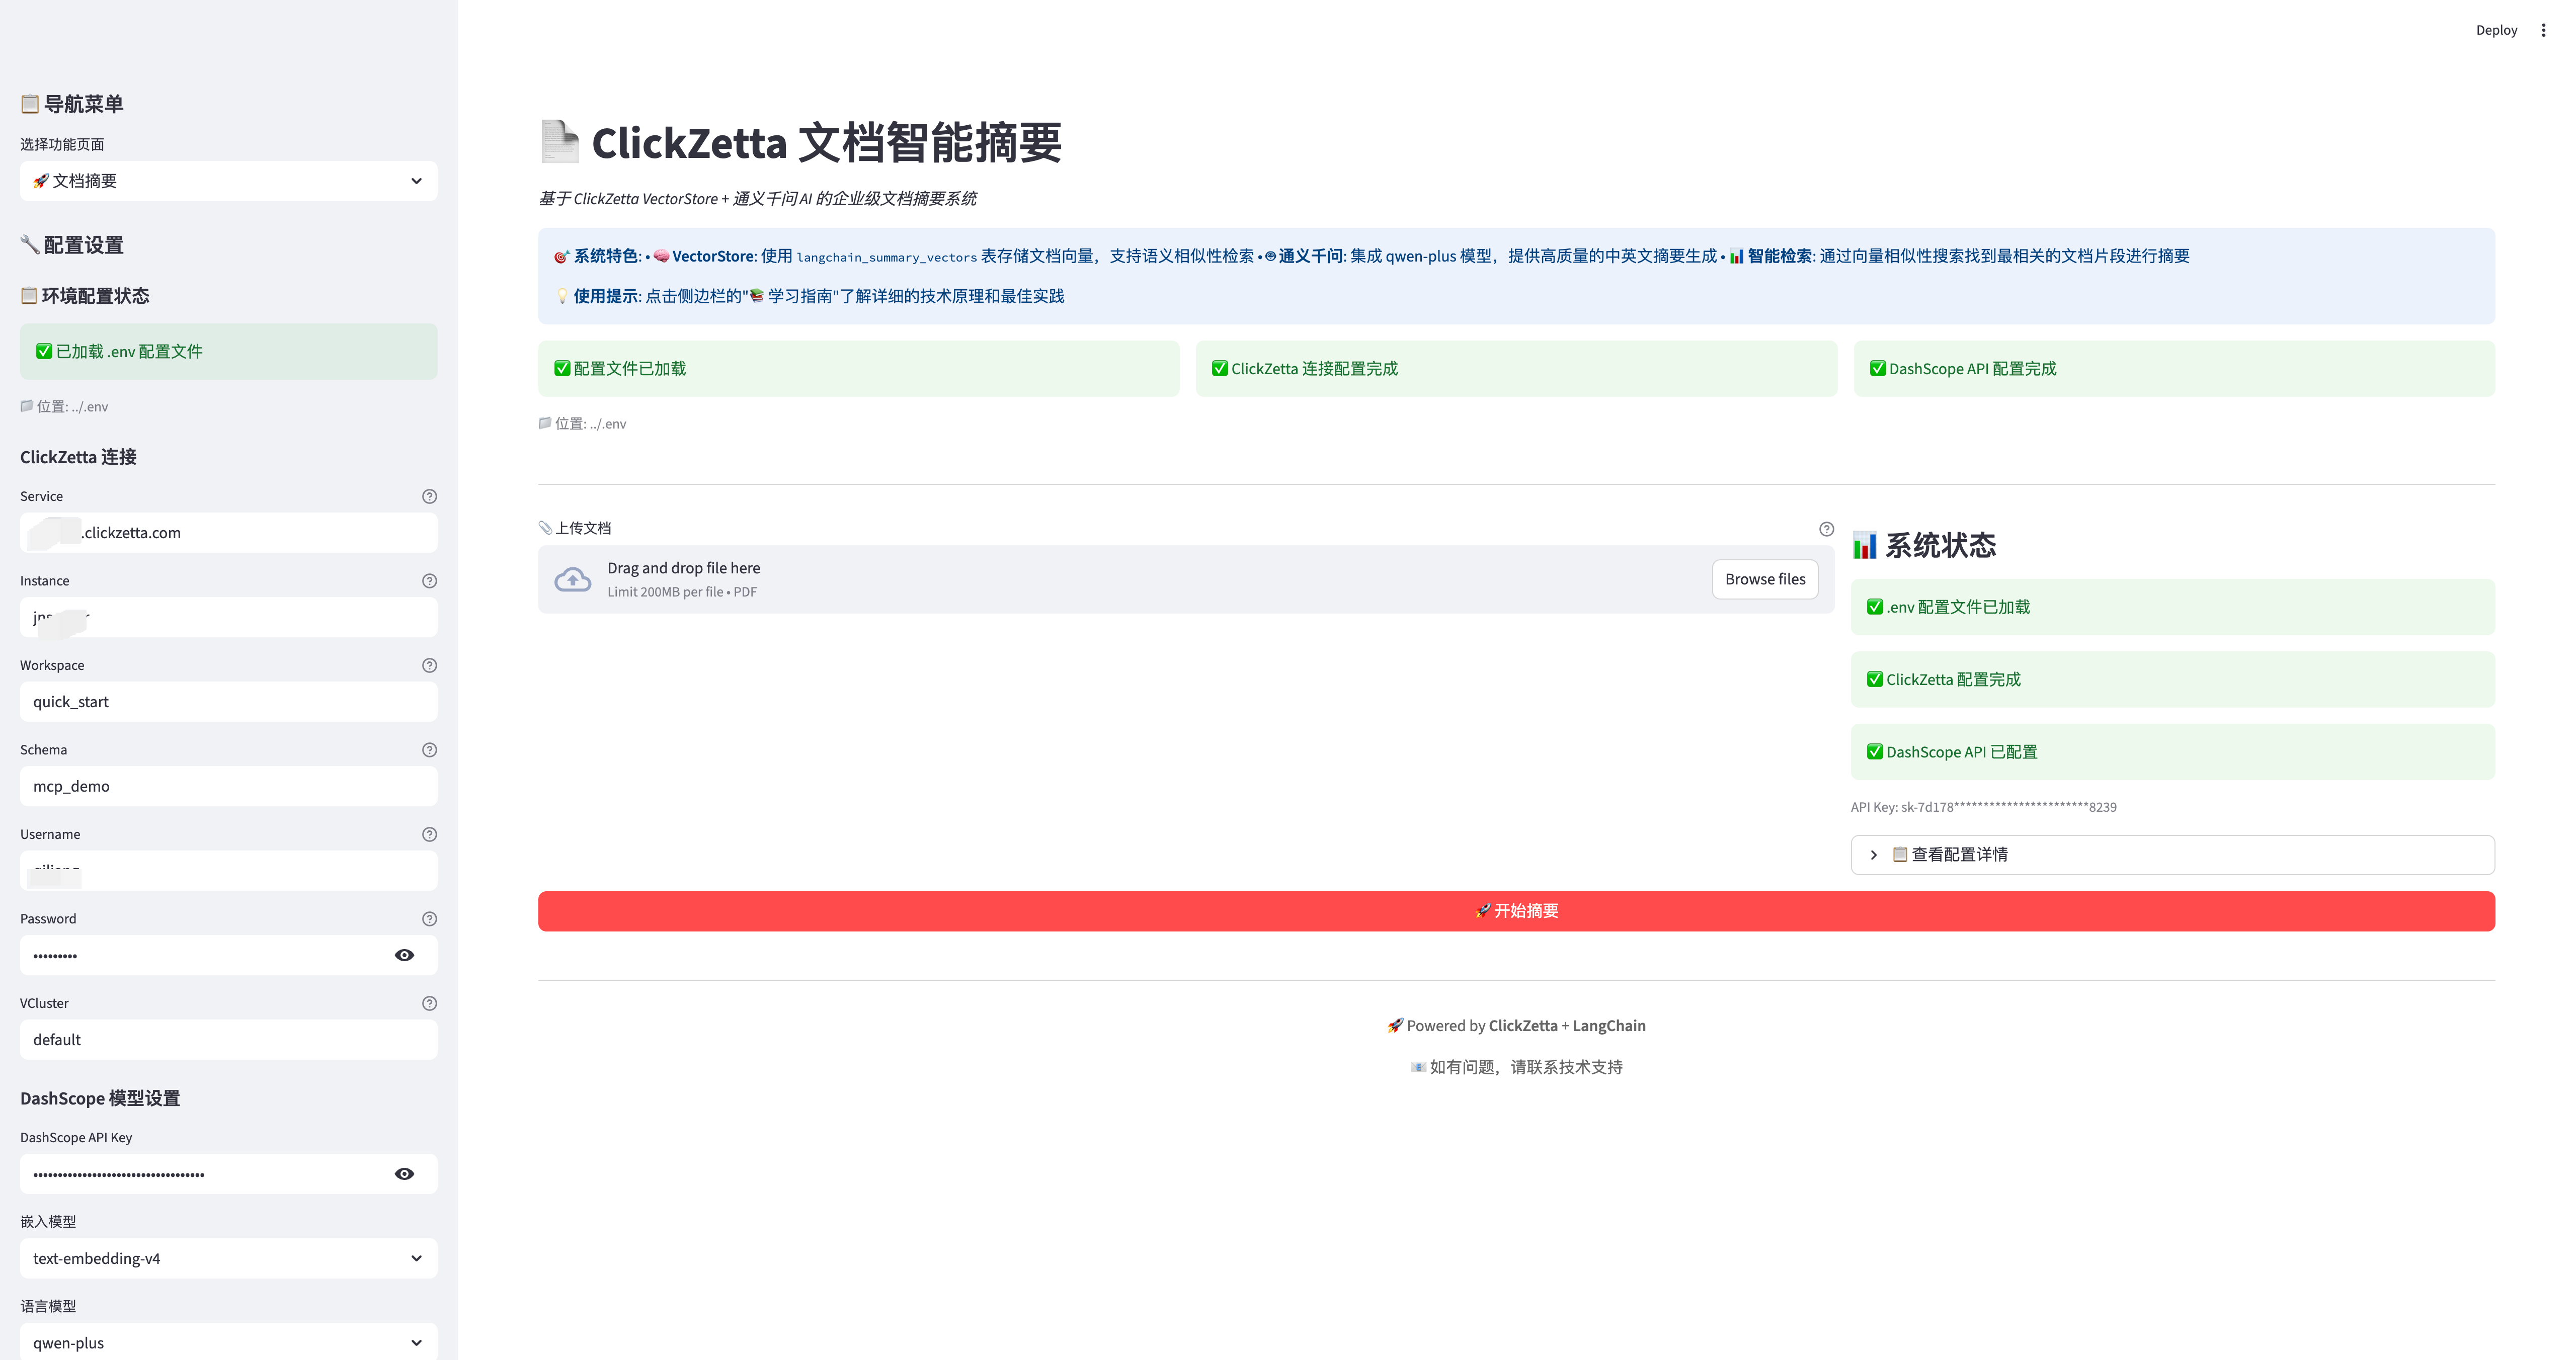 Deploy
📋 导航菜单
选择功能页面
🚀 文档摘要
🔧 配置设置
📋 环境配置状态
✅ 已加载 .env 配置文件
📁 位置: ../.env
ClickZetta 连接
Service
.clickzetta.com
Instance
Workspace
quick_start
Schema
mcp_demo
Username
Password
•••••••••
VCluster
default
DashScope 模型设置
DashScope API Key
•••••••••••••••••••••••••••••••••••
嵌入模型
text-embedding-v4
语言模型
qwen-plus
📄 ClickZetta 文档智能摘要
基于 ClickZetta VectorStore + 通义千问 AI 的企业级文档摘要系统
🎯 系统特色: • 🧠 VectorStore: 使用 langchain_summary_vectors 表存储文档向量，支持语义相似性检索 • 通义千问: 集成 qwen-plus 模型，提供高质量的中英文摘要生成 • 📊 智能检索: 通过向量相似性搜索找到最相关的文档片段进行摘要
💡 使用提示: 点击侧边栏的"📚 学习指南"了解详细的技术原理和最佳实践
✅ 配置文件已加载
✅ ClickZetta 连接配置完成
✅ DashScope API 配置完成
📁 位置: ../.env
📎 上传文档
Drag and drop file here
Limit 200MB per file • PDF
Browse files
📊 系统状态
✅ .env 配置文件已加载
✅ ClickZetta 配置完成
✅ DashScope API 已配置
API Key: sk-7d178***********************8239
📋 查看配置详情
🚀 开始摘要
🚀 Powered by ClickZetta + LangChain
📧 如有问题，请联系技术支持